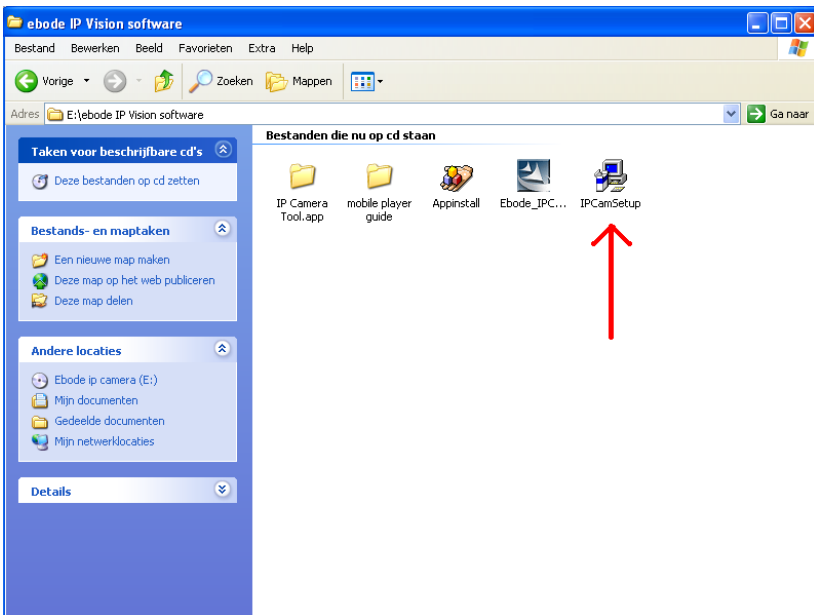 ebode IP Vision software
Bestand Bewerken Beeld Favorieten Extra Help
Vorige Zoeken Mappen
Adres E:\ebode IP Vision software Ga naar
Taken voor beschrijfbare cd's
Deze bestanden op cd zetten
Bestands- en maptaken
Een nieuwe map maken
Deze map op het web publiceren
Deze map delen
Andere locaties
Ebode ip camera (E:)
Mijn documenten
Gedeelde documenten
Mijn netwerklocaties
Details
Bestanden die nu op cd staan
IP Camera
Tool.app
mobile player
guide
Appinstall
Ebode_IPC...
IPCamSetup